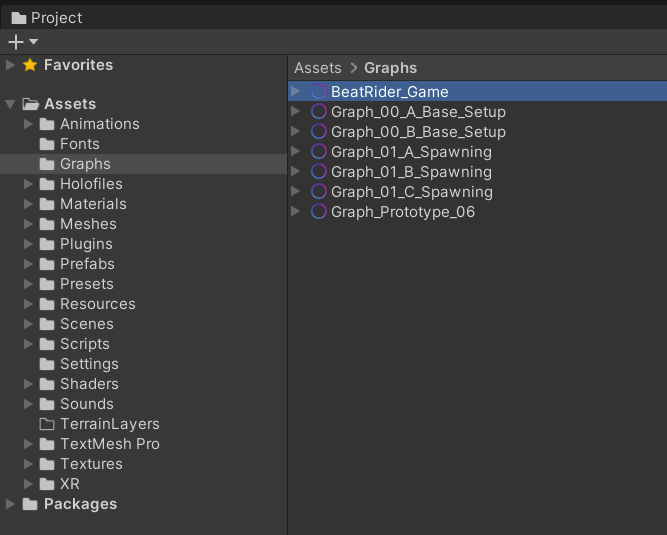 Project
Favorites
Assets
Animations
Fonts
Graphs
Holofiles
Materials
Meshes
Plugins
Prefabs
Presets
Resources
Scenes
Scripts
Settings
Shaders
Sounds
TerrainLayers
TextMesh Pro
Textures
XR
Packages
Assets > Graphs
BeatRider_Game
Graph_00_A_Base_Setup
Graph_00_B_Base_Setup
Graph_01_A_Spawning
Graph_01_B_Spawning
Graph_01_C_Spawning
Graph_Prototype_06